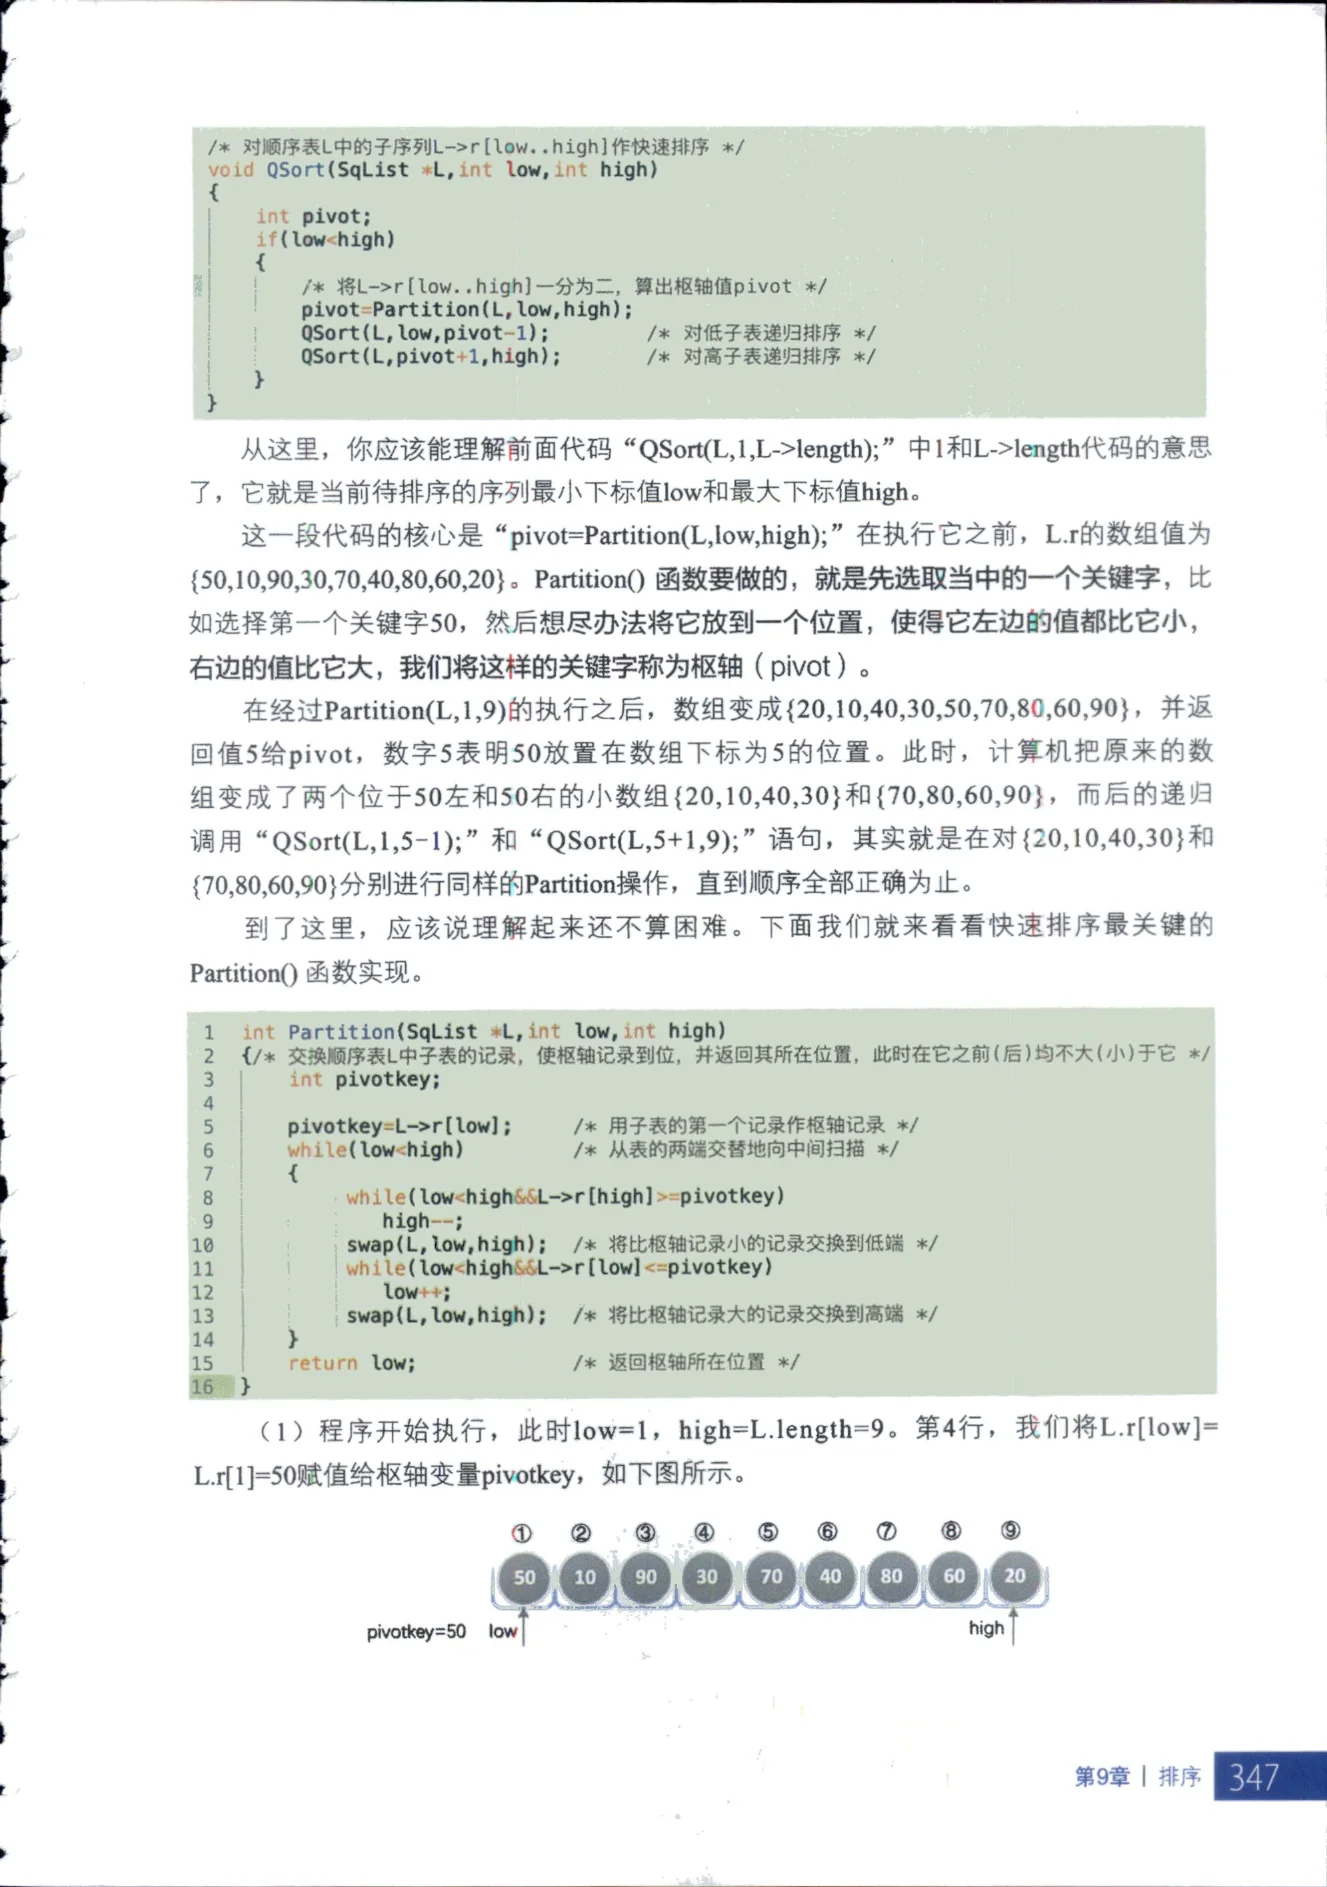 /* 对顺序表L中的子序列L->r[low..high]作快速排序 */
void QSort(SqList *L,int low,int high)
{
int pivot;
if(low<high)
{
/* 将L->r[low..high]一分为二，算出枢轴值pivot */
pivot=Partition(L,low,high);
QSort(L,low,pivot-1); /* 对低子表递归排序 */
QSort(L,pivot+1,high); /* 对高子表递归排序 */
}
}
从这里，你应该能理解前面代码“QSort(L,1,L->length);”中1和L->length代码的意思
了，它就是当前待排序的序列最小下标值low和最大下标值high。
这一段代码的核心是“pivot=Partition(L,low,high);”在执行它之前，L.r的数组值为
{50,10,90,30,70,40,80,60,20}。Partition() 函数要做的，就是先选取当中的一个关键字，比
如选择第一个关键字50，然后想尽办法将它放到一个位置，使得它左边的值都比它小，
右边的值比它大，我们将这样的关键字称为枢轴（pivot）。
在经过Partition(L,1,9)的执行之后，数组变成{20,10,40,30,50,70,80,60,90}，并返
回值5给pivot，数字5表明50放置在数组下标为5的位置。此时，计算机把原来的数
组变成了两个位于50左和50右的小数组{20,10,40,30}和{70,80,60,90}，而后的递归
调用“QSort(L,1,5-1);”和“QSort(L,5+1,9);”语句，其实就是在对{20,10,40,30}和
{70,80,60,90}分别进行同样的Partition操作，直到顺序全部正确为止。
到了这里，应该说理解起来还不算困难。下面我们就来看看快速排序最关键的
Partition() 函数实现。
1 int Partition(SqList *L,int low,int high)
2 {/* 交换顺序表L中子表的记录，使枢轴记录到位，并返回其所在位置，此时在它之前(后)均不大(小)于它 */
3 int pivotkey;
4
5 pivotkey=L->r[low]; /* 用子表的第一个记录作枢轴记录 */
6 while(low<high) /* 从表的两端交替地向中间扫描 */
7 {
8 while(low<high&&L->r[high]>=pivotkey)
9 high--;
10 swap(L,low,high); /* 将比枢轴记录小的记录交换到低端 */
11 while(low<high&&L->r[low]<=pivotkey)
12 low++;
13 swap(L,low,high); /* 将比枢轴记录大的记录交换到高端 */
14 }
15 return low; /* 返回枢轴所在位置 */
16 }
（1）程序开始执行，此时low=1，high=L.length=9。第4行，我们将L.r[low]=
L.r[1]=50赋值给枢轴变量pivotkey，如下图所示。
① ② ③ ④ ⑤ ⑥ ⑦ ⑧ ⑨
50 10 90 30 70 40 80 60 20
pivotkey=50 low high
第9章 | 排序 347